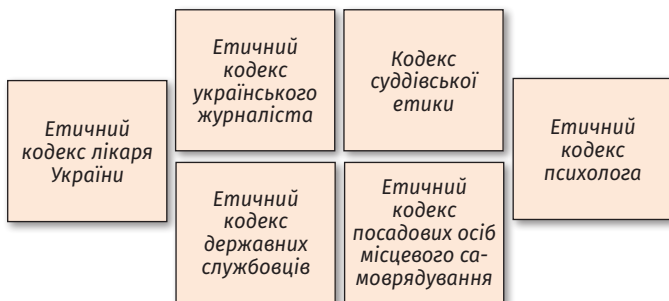 Етичний
кодекс лікаря
України
Етичний
кодекс
українського
журналіста
Кодекс
суддівської
етики
Етичний
кодекс
психолога
Етичний
кодекс
державних
службовців
Етичний
кодекс
посадових осіб
місцевого са-
моврядування